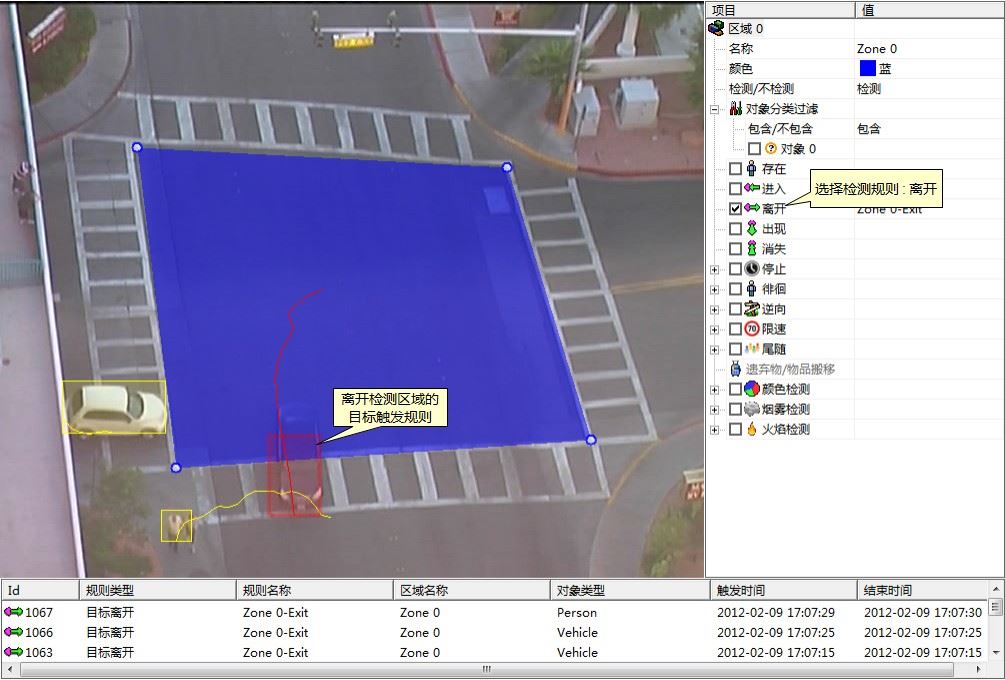 项目 值
区域 0
名称 Zone 0
颜色 蓝
检测/不检测 检测
对象分类过滤
包含/不包含 包含
对象 0
存在
进入
选择检测规则 : 离开
离开 Zone 0-Exit
出现
消失
停止
徘徊
逆向
70 限速
尾随
遗弃物/物品搬移
颜色检测
烟雾检测
火焰检测
离开检测区域的
目标触发规则
Id 规则类型 规则名称 区域名称 对象类型 触发时间 结束时间
1067 目标离开 Zone 0-Exit Zone 0 Person 2012-02-09 17:07:29 2012-02-09 17:07:30
1066 目标离开 Zone 0-Exit Zone 0 Vehicle 2012-02-09 17:07:25 2012-02-09 17:07:25
1063 目标离开 Zone 0-Exit Zone 0 Vehicle 2012-02-09 17:07:15 2012-02-09 17:07:15